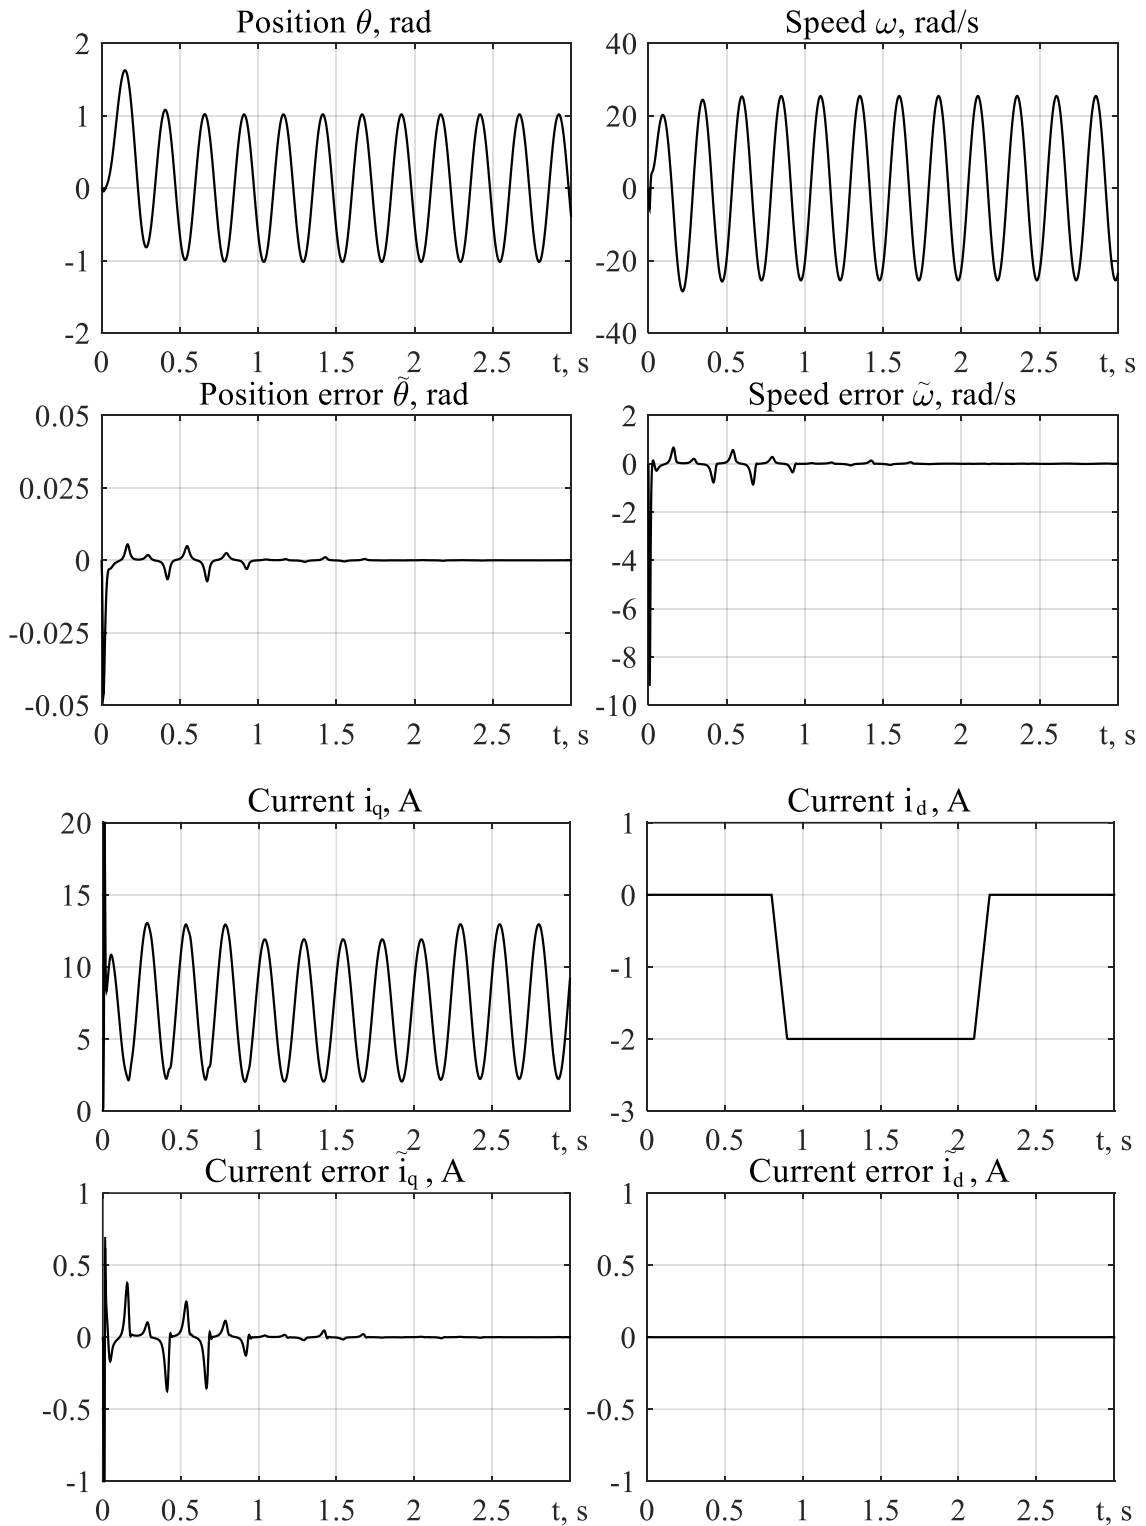 Position θ, rad
2
1
0
-1
-2
0 0.5 1 1.5 2 2.5 t, s
Speed ω, rad/s
40
20
0
-20
-40
0 0.5 1 1.5 2 2.5 t, s
Position error θ̃, rad
0.05
0.025
0
-0.025
-0.05
0 0.5 1 1.5 2 2.5 t, s
Speed error ω̃, rad/s
2
0
-2
-4
-6
-8
-10
0 0.5 1 1.5 2 2.5 t, s
Current i_q, A
20
15
10
5
0
0 0.5 1 1.5 2 2.5 t, s
Current i_d, A
1
0
-1
-2
-3
0 0.5 1 1.5 2 2.5 t, s
Current error ĩ_q, A
1
0.5
0
-0.5
-1
0 0.5 1 1.5 2 2.5 t, s
Current error ĩ_d, A
1
0.5
0
-0.5
-1
0 0.5 1 1.5 2 2.5 t, s